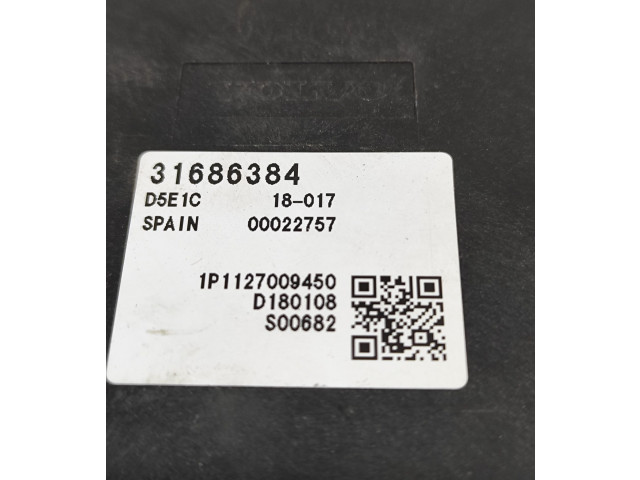 31686384
D5E1C 18-017
SPAIN 00022757
1P1127009450
D180108
S00682